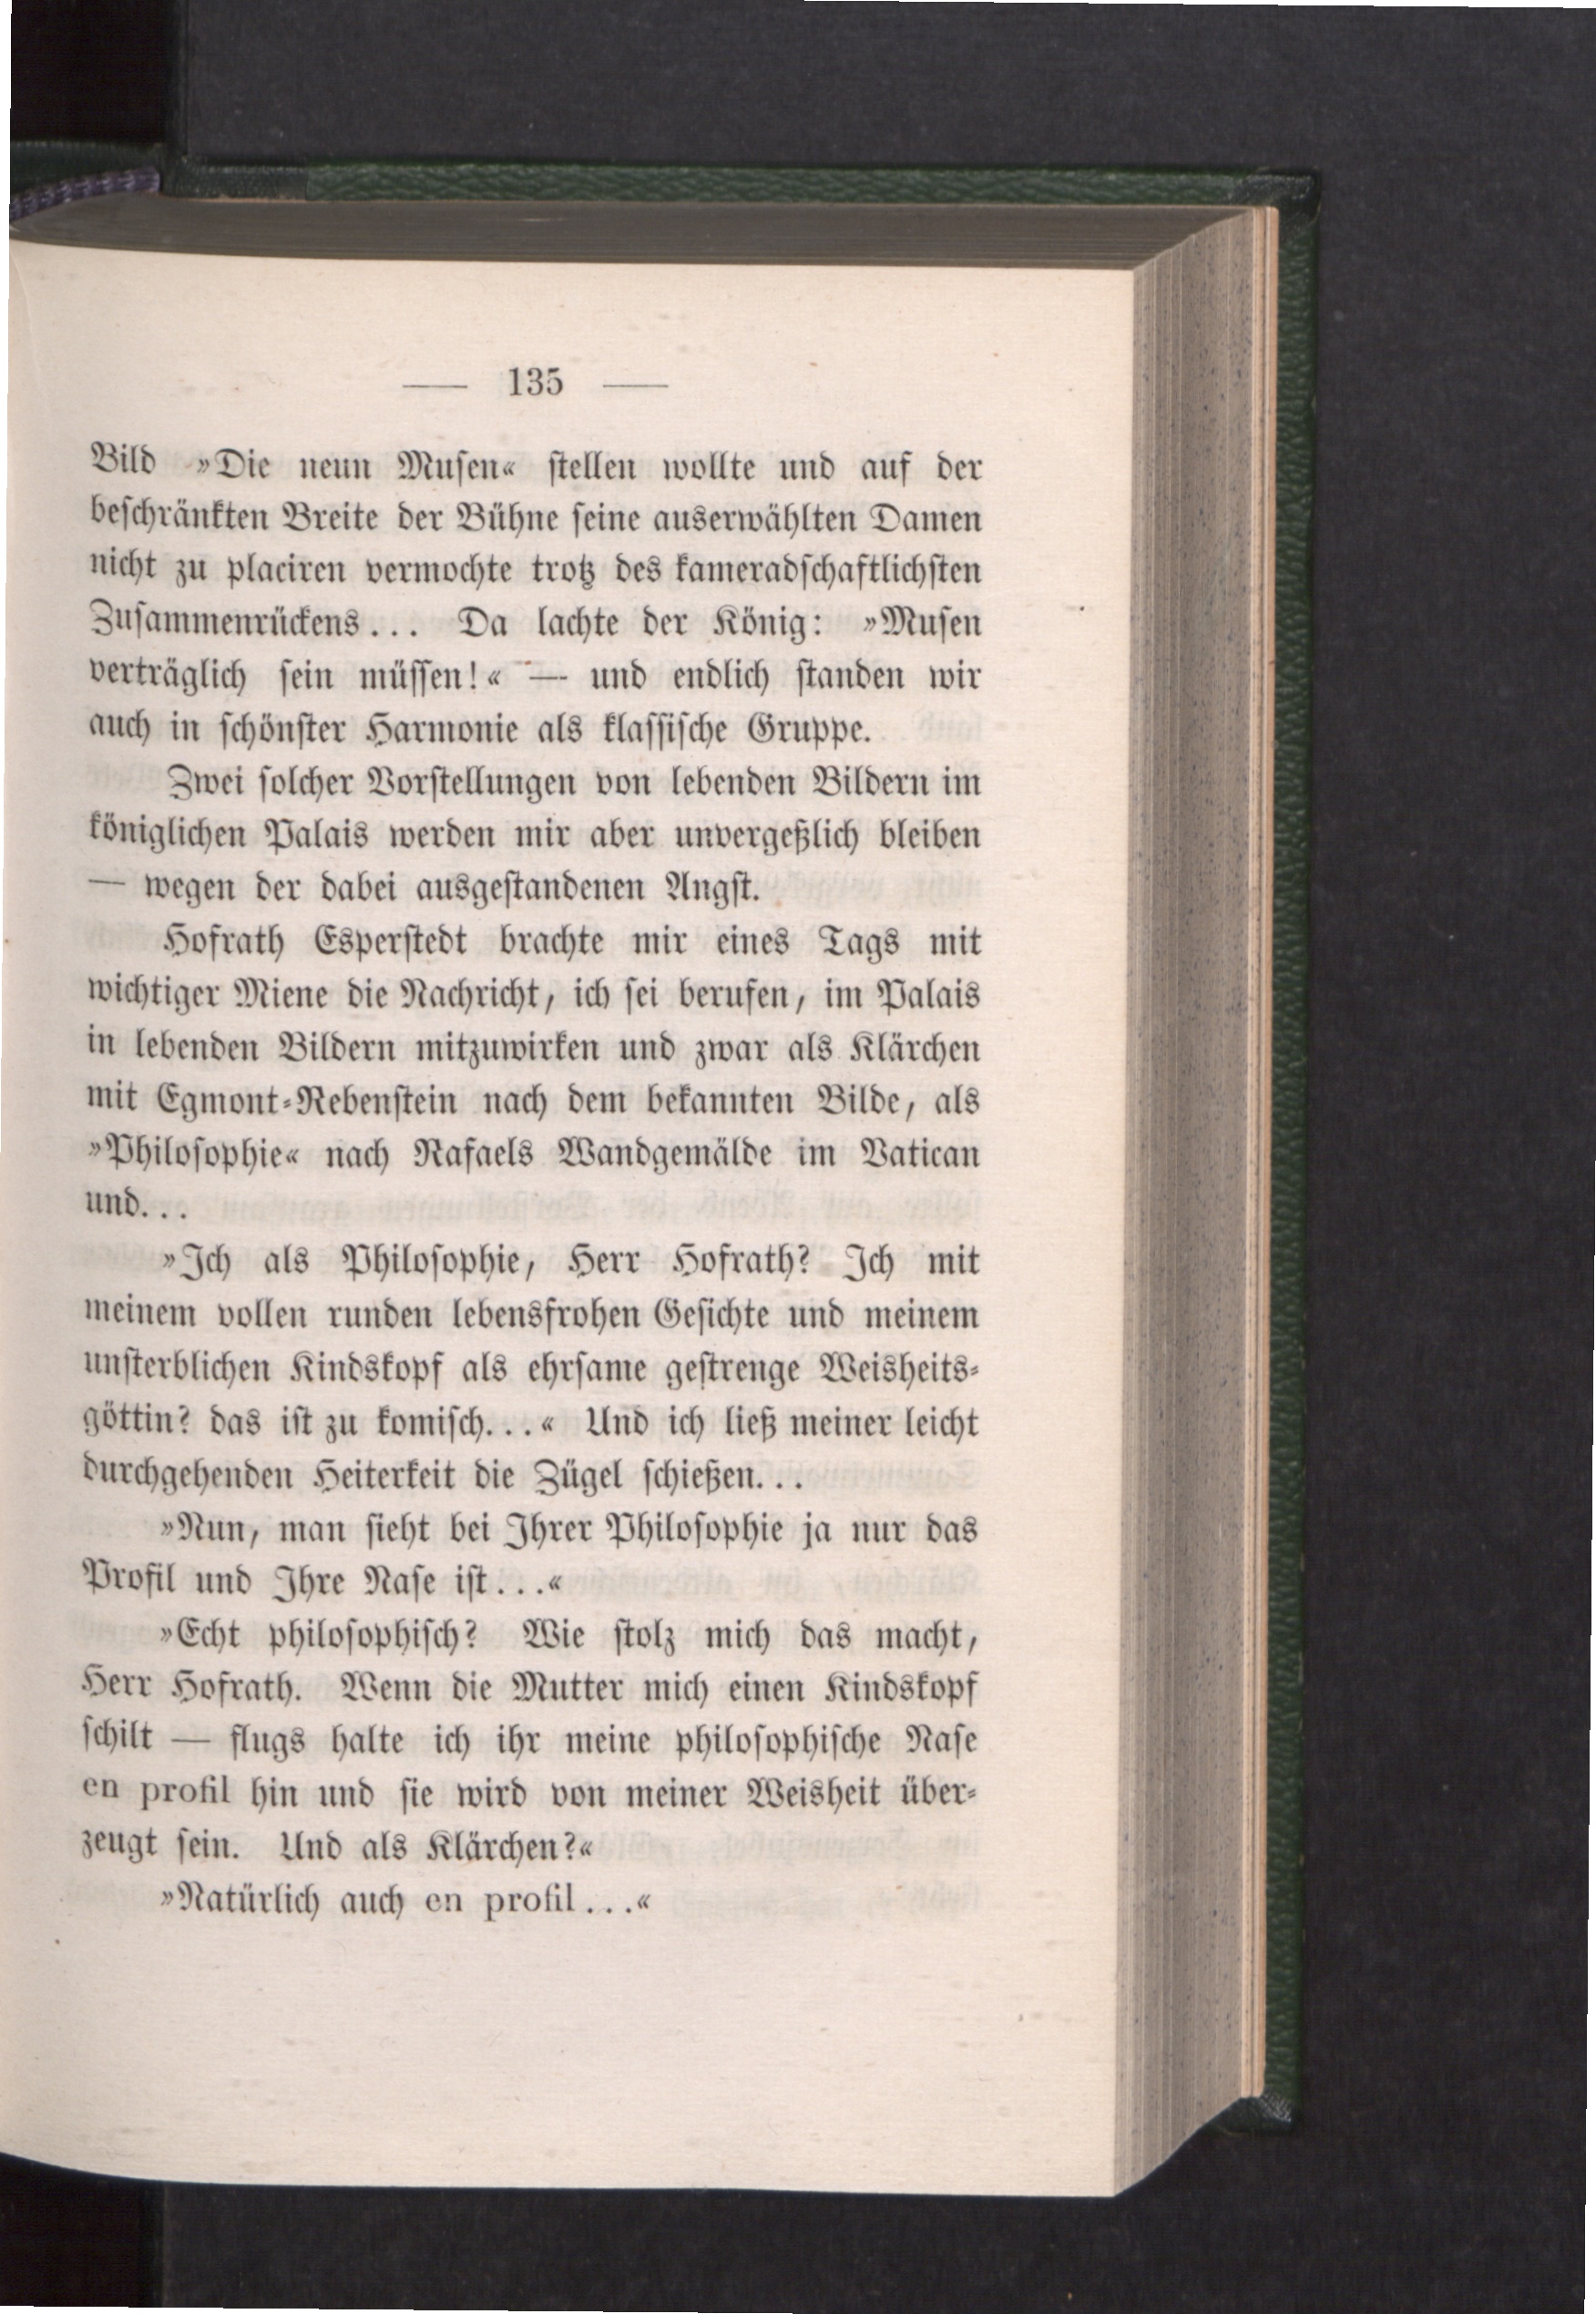 — 135 —
Bild »Die neun Musen« stellen wollte und auf der
beschränkten Breite der Bühne seine auserwählten Damen
nicht zu placiren vermochte trotz des kameradschaftlichsten
Zusammenrückens... Da lachte der König: »Musen
verträglich sein müssen!« — und endlich standen wir
auch in schönster Harmonie als klassische Gruppe.
Zwei solcher Vorstellungen von lebenden Bildern im
königlichen Palais werden mir aber unvergeßlich bleiben
— wegen der dabei ausgestandenen Angst.
Hofrath Esperstedt brachte mir eines Tags mit
wichtiger Miene die Nachricht, ich sei berufen, im Palais
in lebenden Bildern mitzuwirken und zwar als Klärchen
mit Egmont-Rebenstein nach dem bekannten Bilde, als
»Philosophie« nach Rafaels Wandgemälde im Vatican
und...
»Ich als Philosophie, Herr Hofrath? Ich mit
meinem vollen runden lebensfrohen Gesichte und meinem
unsterblichen Kindskopf als ehrsame gestrenge Weisheits-
göttin? das ist zu komisch...« Und ich ließ meiner leicht
durchgehenden Heiterkeit die Zügel schießen...
»Nun, man sieht bei Ihrer Philosophie ja nur das
Profil und Ihre Nase ist...«
»Echt philosophisch? Wie stolz mich das macht,
Herr Hofrath. Wenn die Mutter mich einen Kindskopf
schilt — flugs halte ich ihr meine philosophische Nase
en profil hin und sie wird von meiner Weisheit über-
zeugt sein. Und als Klärchen?«
»Natürlich auch en profil...«